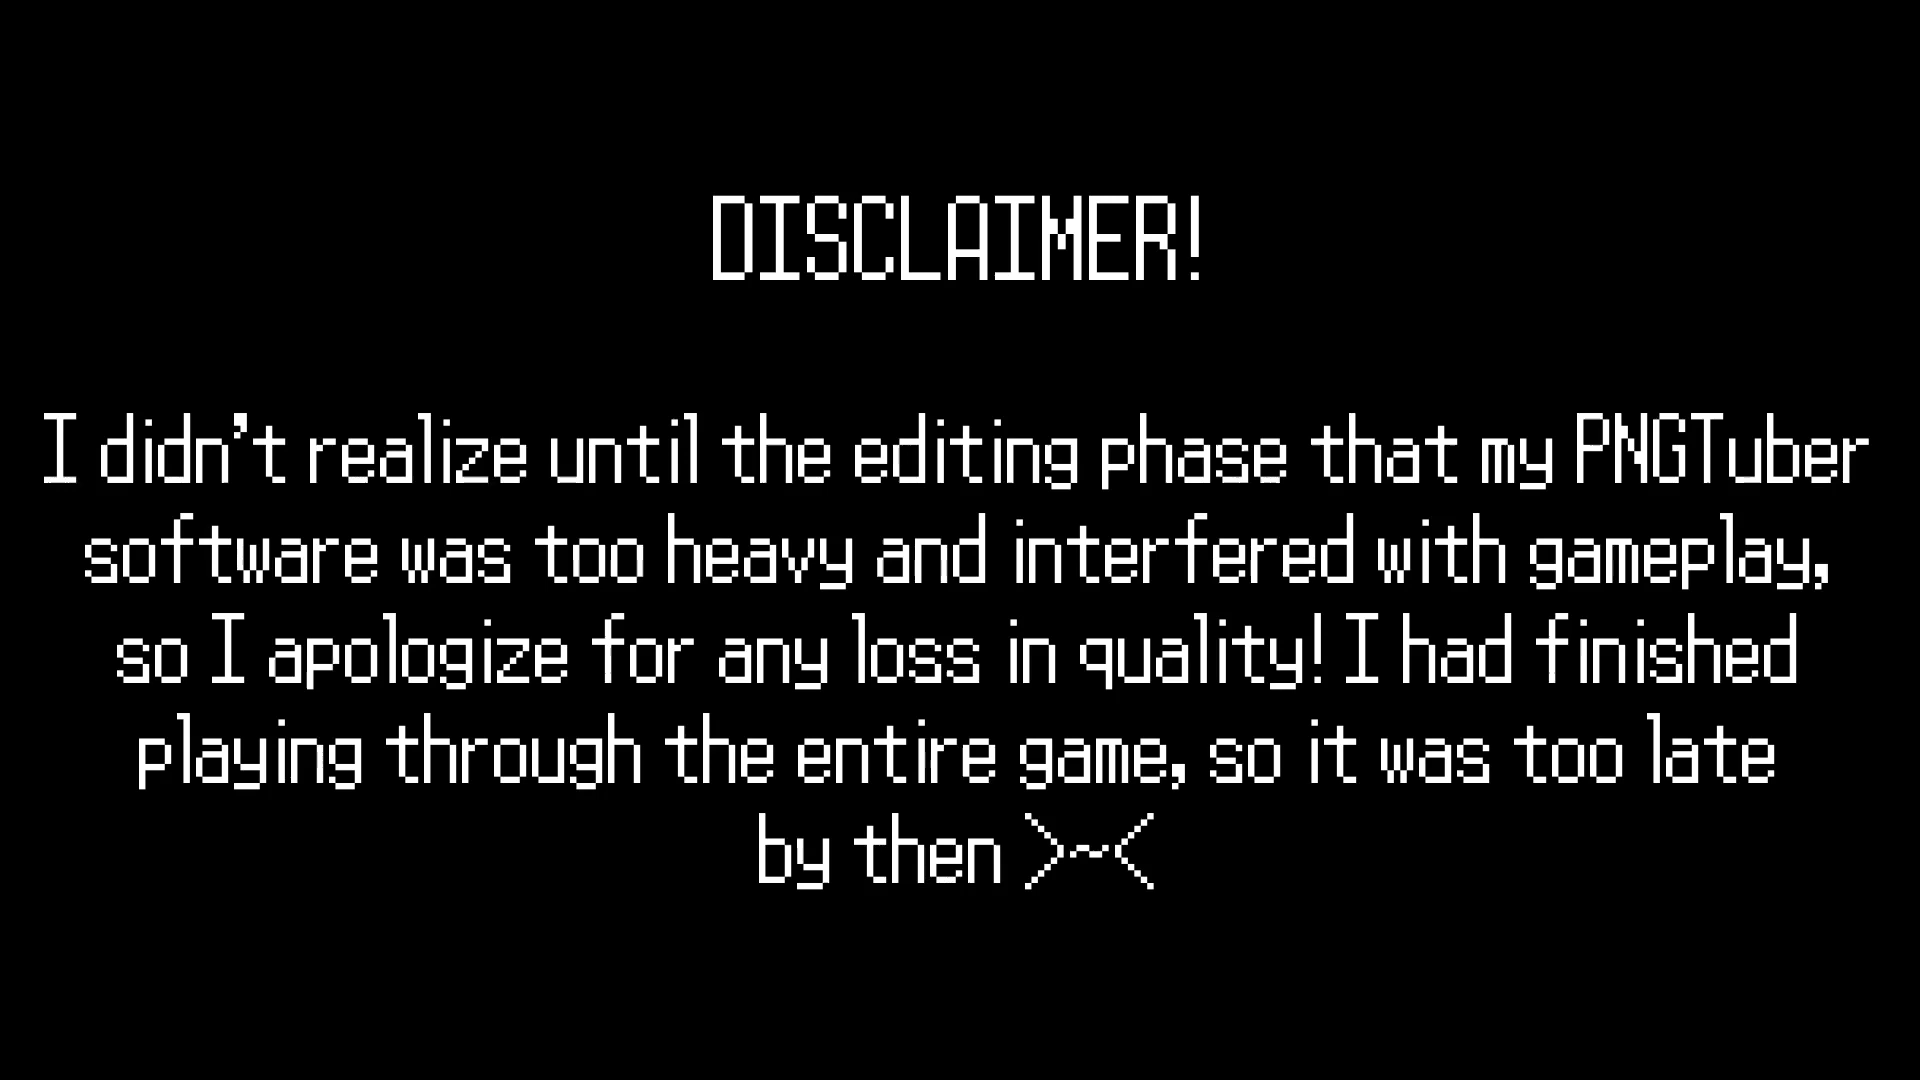 DISCLAIMER!
I didn't realize until the editing phase that my PNGTuber
software was too heavy and interfered with gameplay,
so I apologize for any loss in quality! I had finished
playing through the entire game, so it was too late
by then >~<